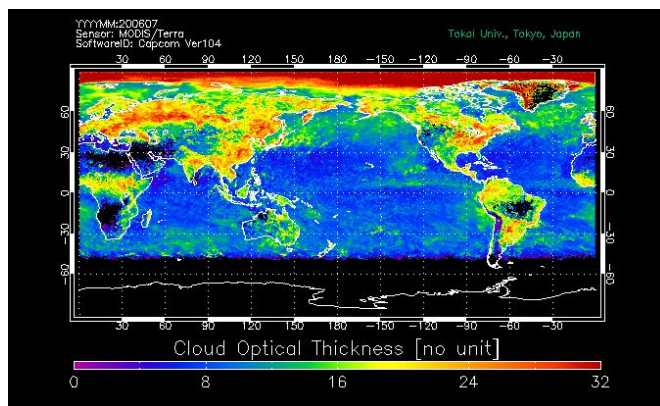 YYYYMM:200607
Sensor: MODIS/Terra
SoftwareID: Capcom Ver104
Tokai Univ., Tokyo, Japan
30 60 90 120 150 180 −150 −120 −90 −60 −30
60 60
30 30
0 0
−30 −30
−60 −60
30 60 90 120 150 180 −150 −120 −90 −60 −30
Cloud Optical Thickness [no unit]
0 8 16 24 32